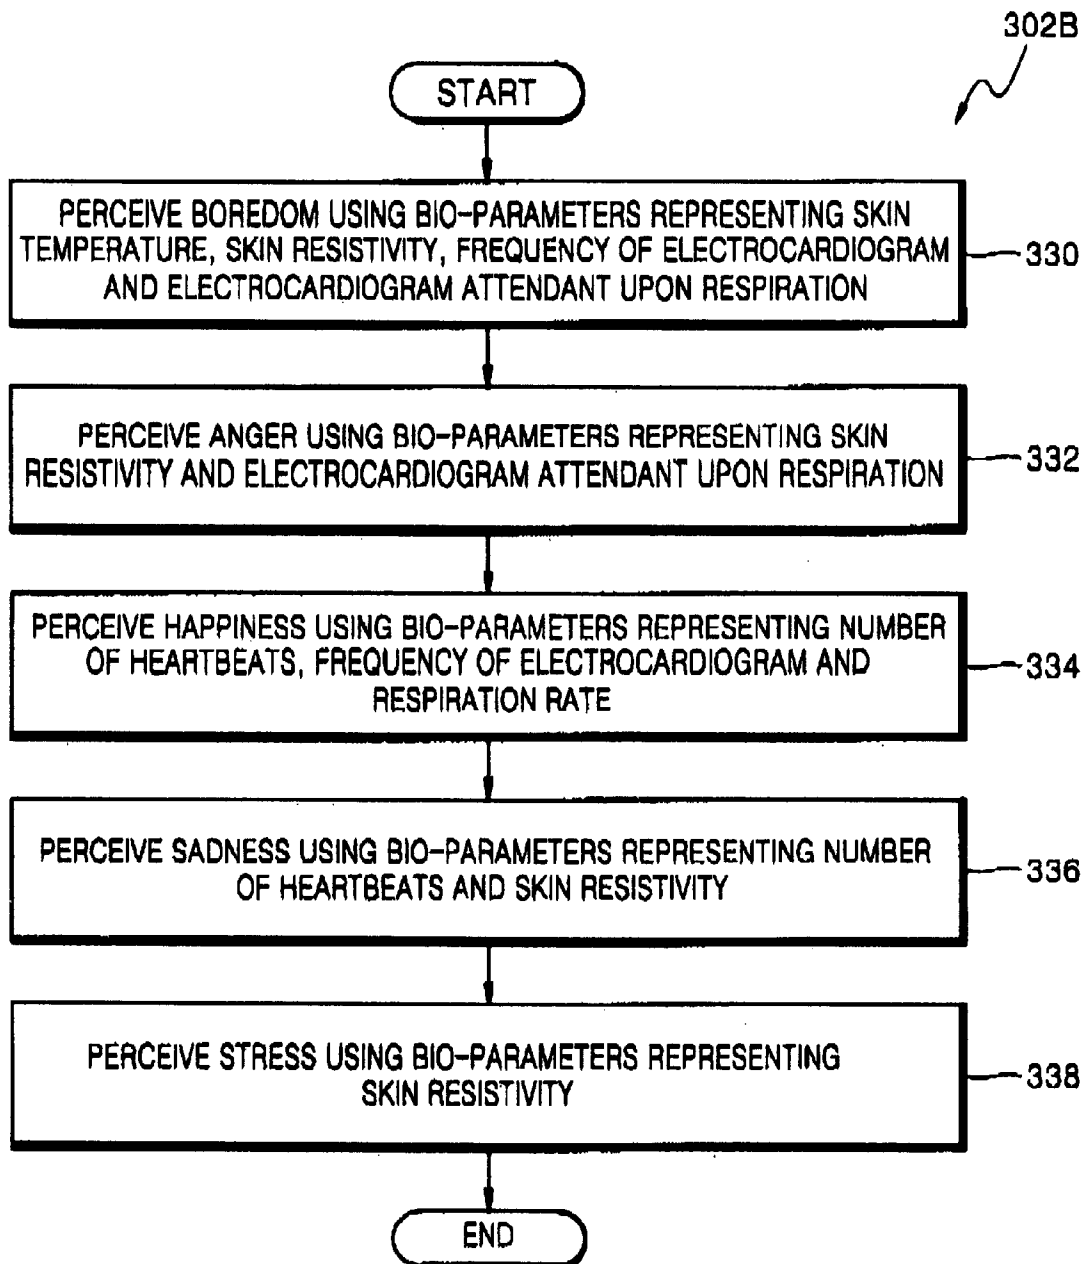 302B
START
PERCEIVE BOREDOM USING BIO-PARAMETERS REPRESENTING SKIN
TEMPERATURE, SKIN RESISTIVITY, FREQUENCY OF ELECTROCARDIOGRAM
AND ELECTROCARDIOGRAM ATTENDANT UPON RESPIRATION
330
PERCEIVE ANGER USING BIO-PARAMETERS REPRESENTING SKIN
RESISTIVITY AND ELECTROCARDIOGRAM ATTENDANT UPON RESPIRATION
332
PERCEIVE HAPPINESS USING BIO-PARAMETERS REPRESENTING NUMBER
OF HEARTBEATS, FREQUENCY OF ELECTROCARDIOGRAM AND
RESPIRATION RATE
334
PERCEIVE SADNESS USING BIO-PARAMETERS REPRESENTING NUMBER
OF HEARTBEATS AND SKIN RESISTIVITY
336
PERCEIVE STRESS USING BIO-PARAMETERS REPRESENTING
SKIN RESISTIVITY
338
END